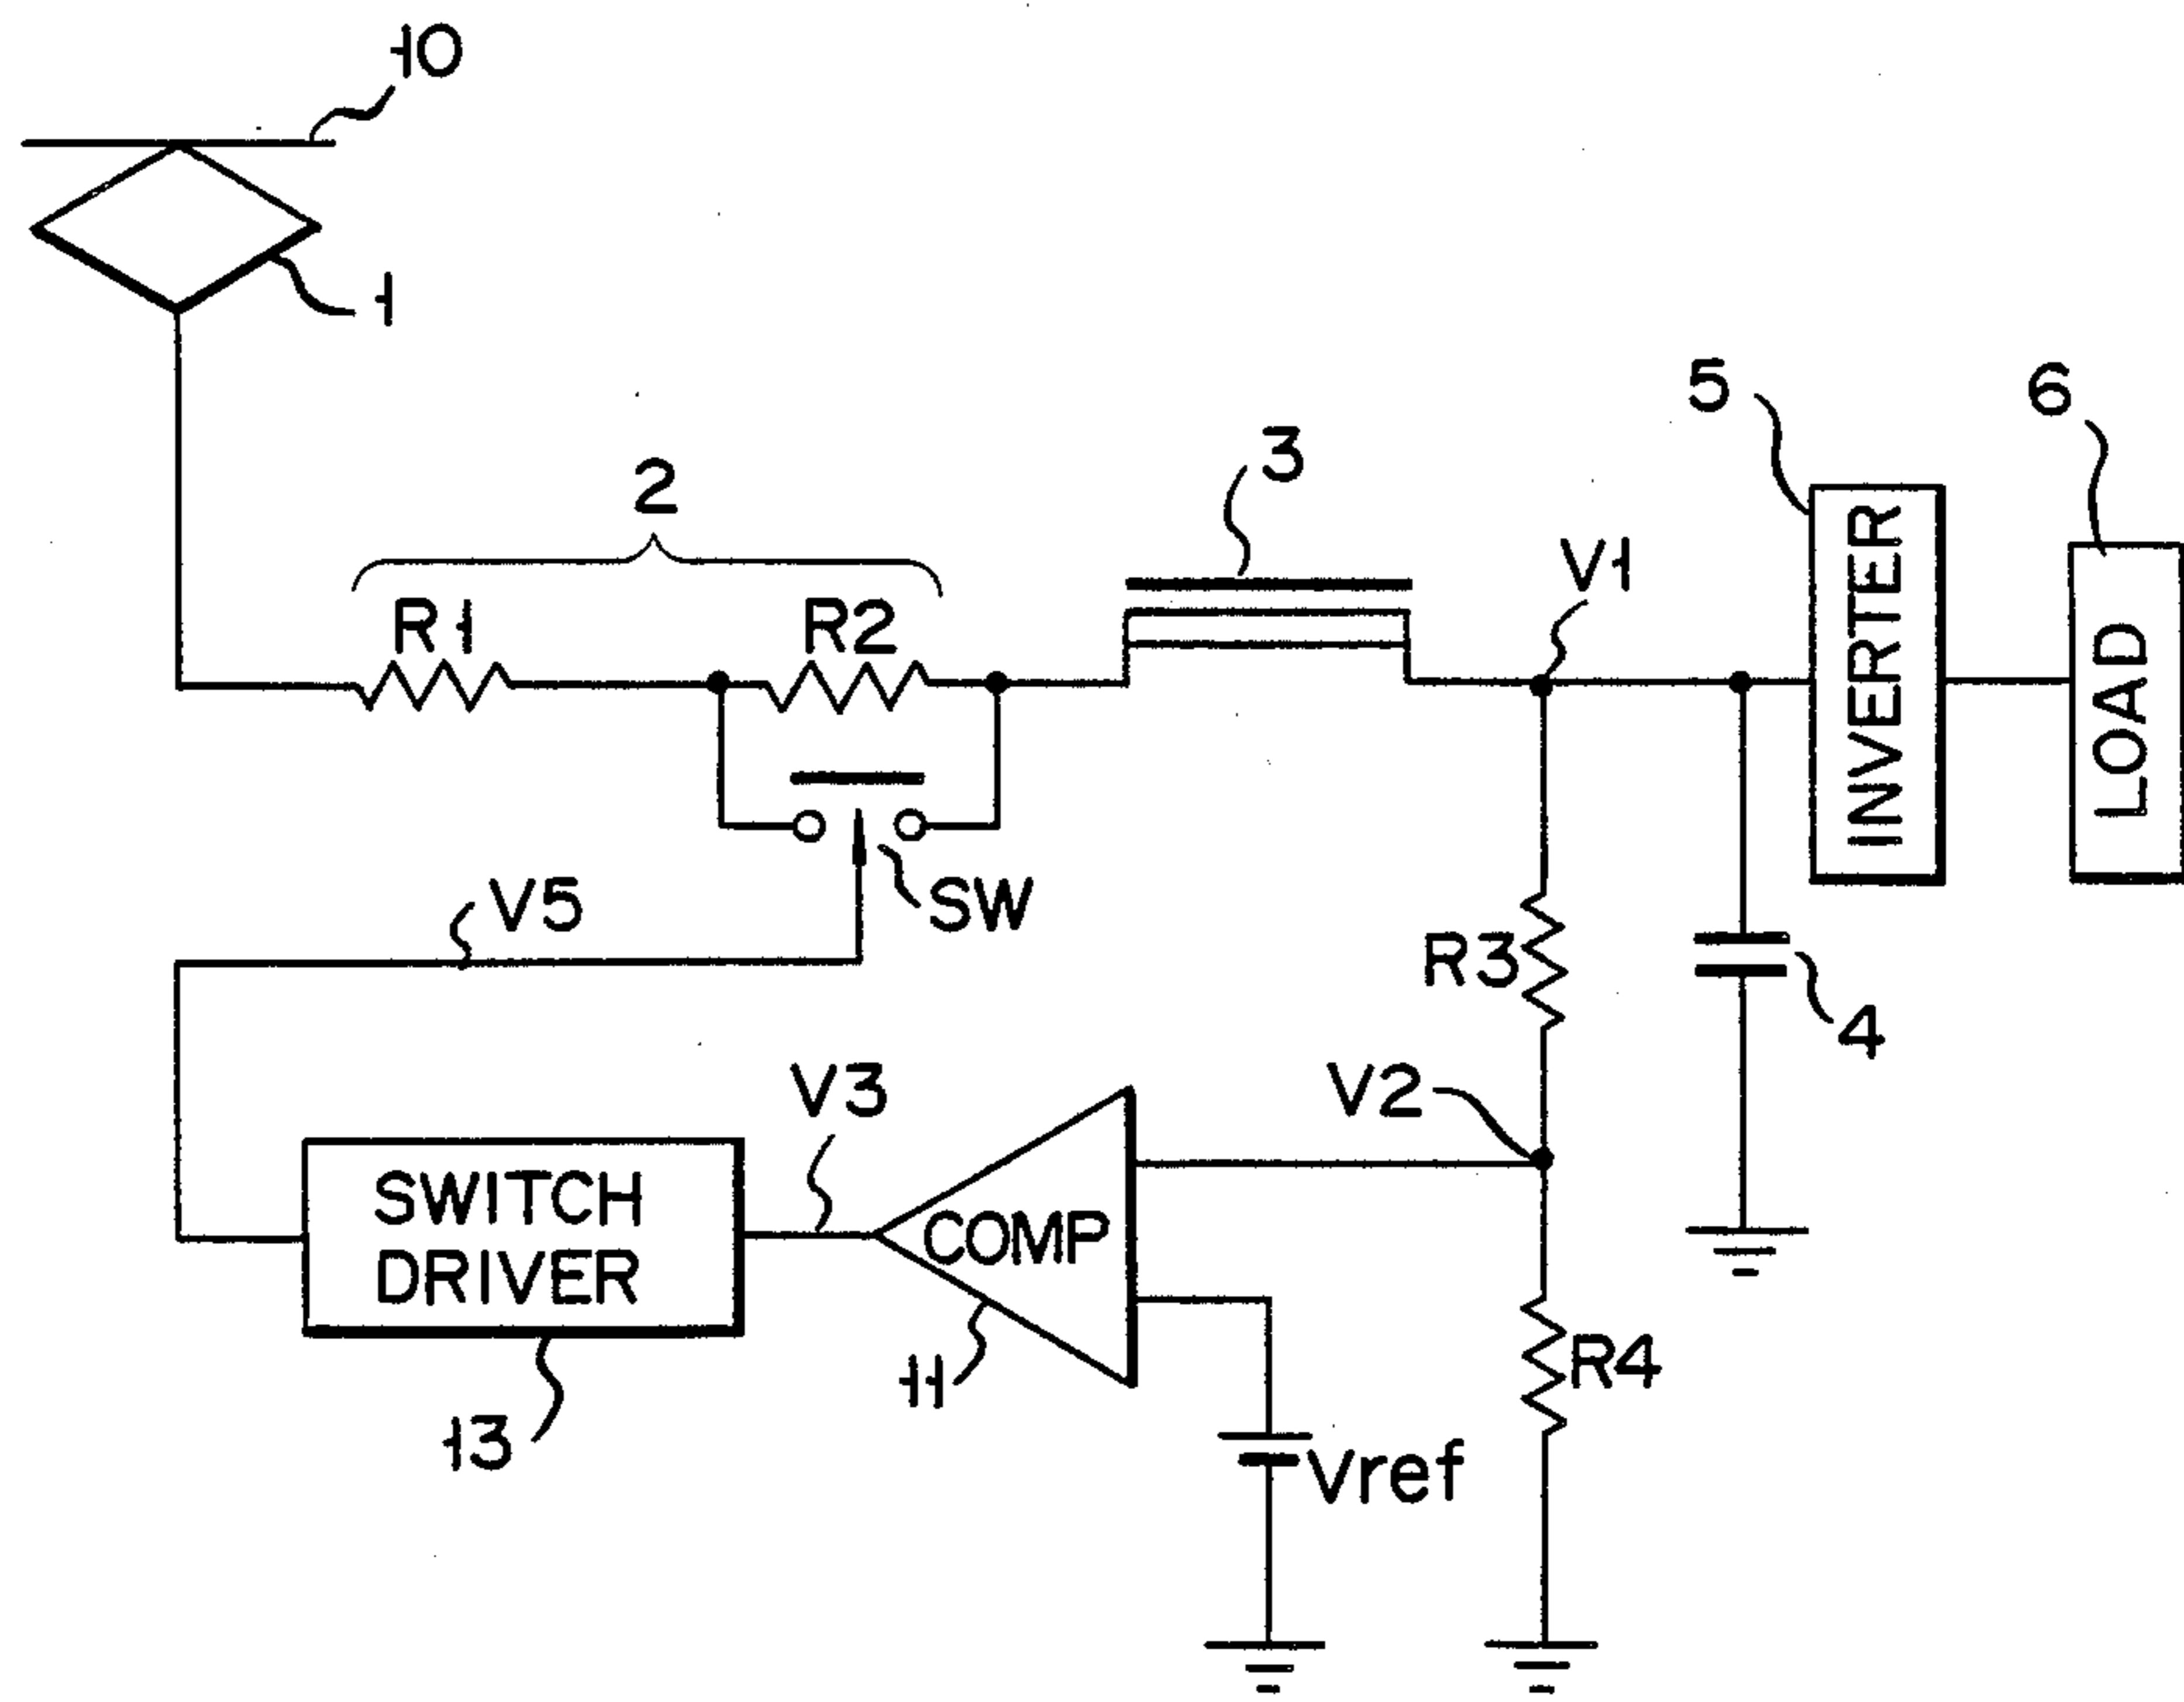 10
1
5
6
3
2
V1
R1
R2
INVERTER
LOAD
SW
V5
R3
4
V3
V2
SWITCH
DRIVER
COMP
11
R4
13
Vref